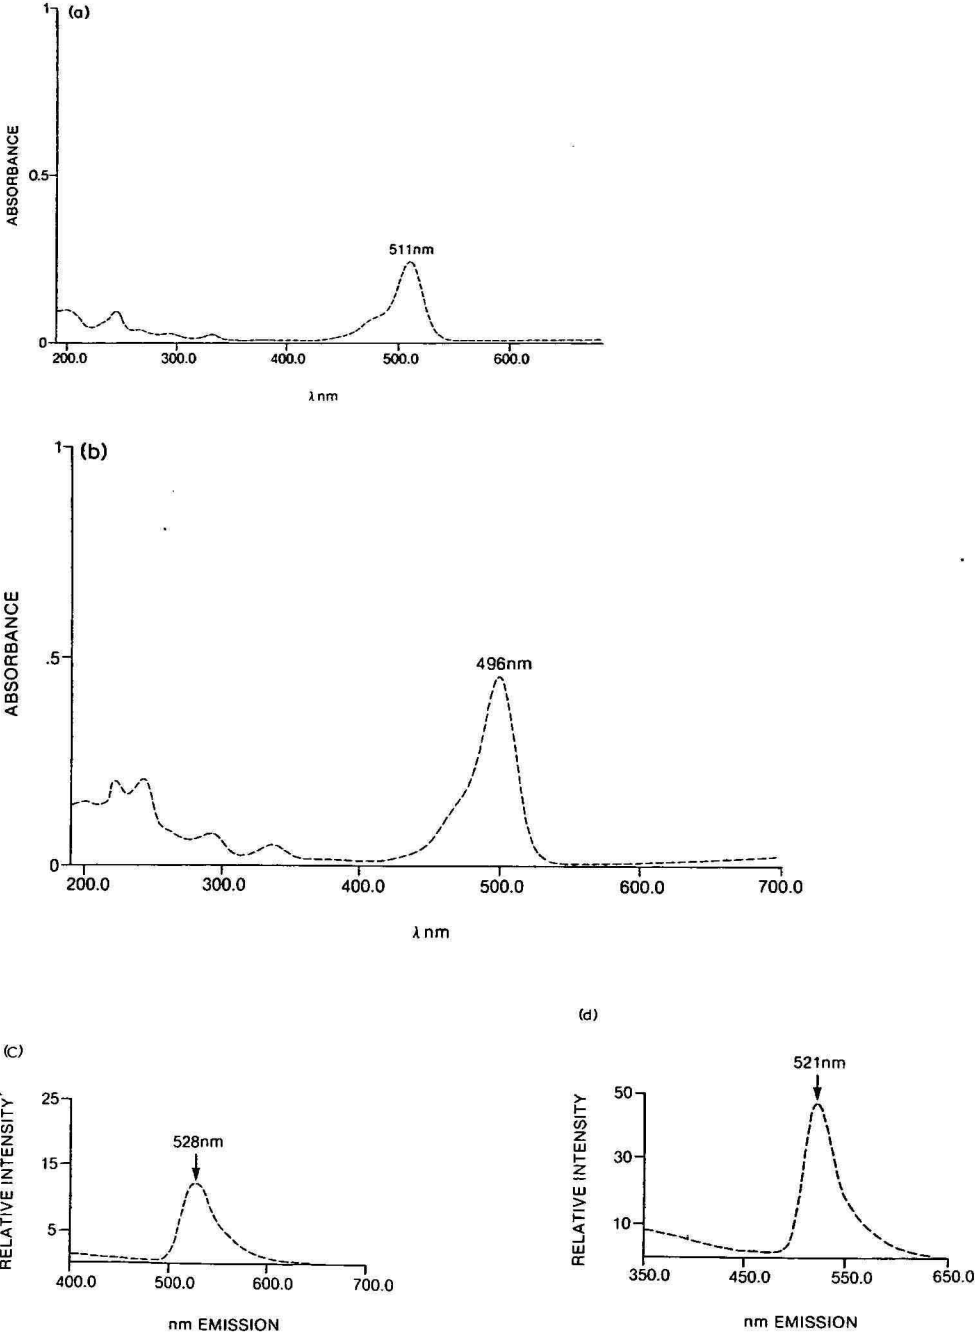 (a)
1
ABSORBANCE
0.5
0
511nm
200.0 300.0 400.0 500.0 600.0
λ nm
(b)
1
ABSORBANCE
.5
0
496nm
200.0 300.0 400.0 500.0 600.0 700.0
λ nm
(C)
RELATIVE INTENSITY
25
15
5
528nm
400.0 500.0 600.0 700.0
nm EMISSION
(d)
521nm
RELATIVE INTENSITY
50
30
10
350.0 450.0 550.0 650.0
nm EMISSION